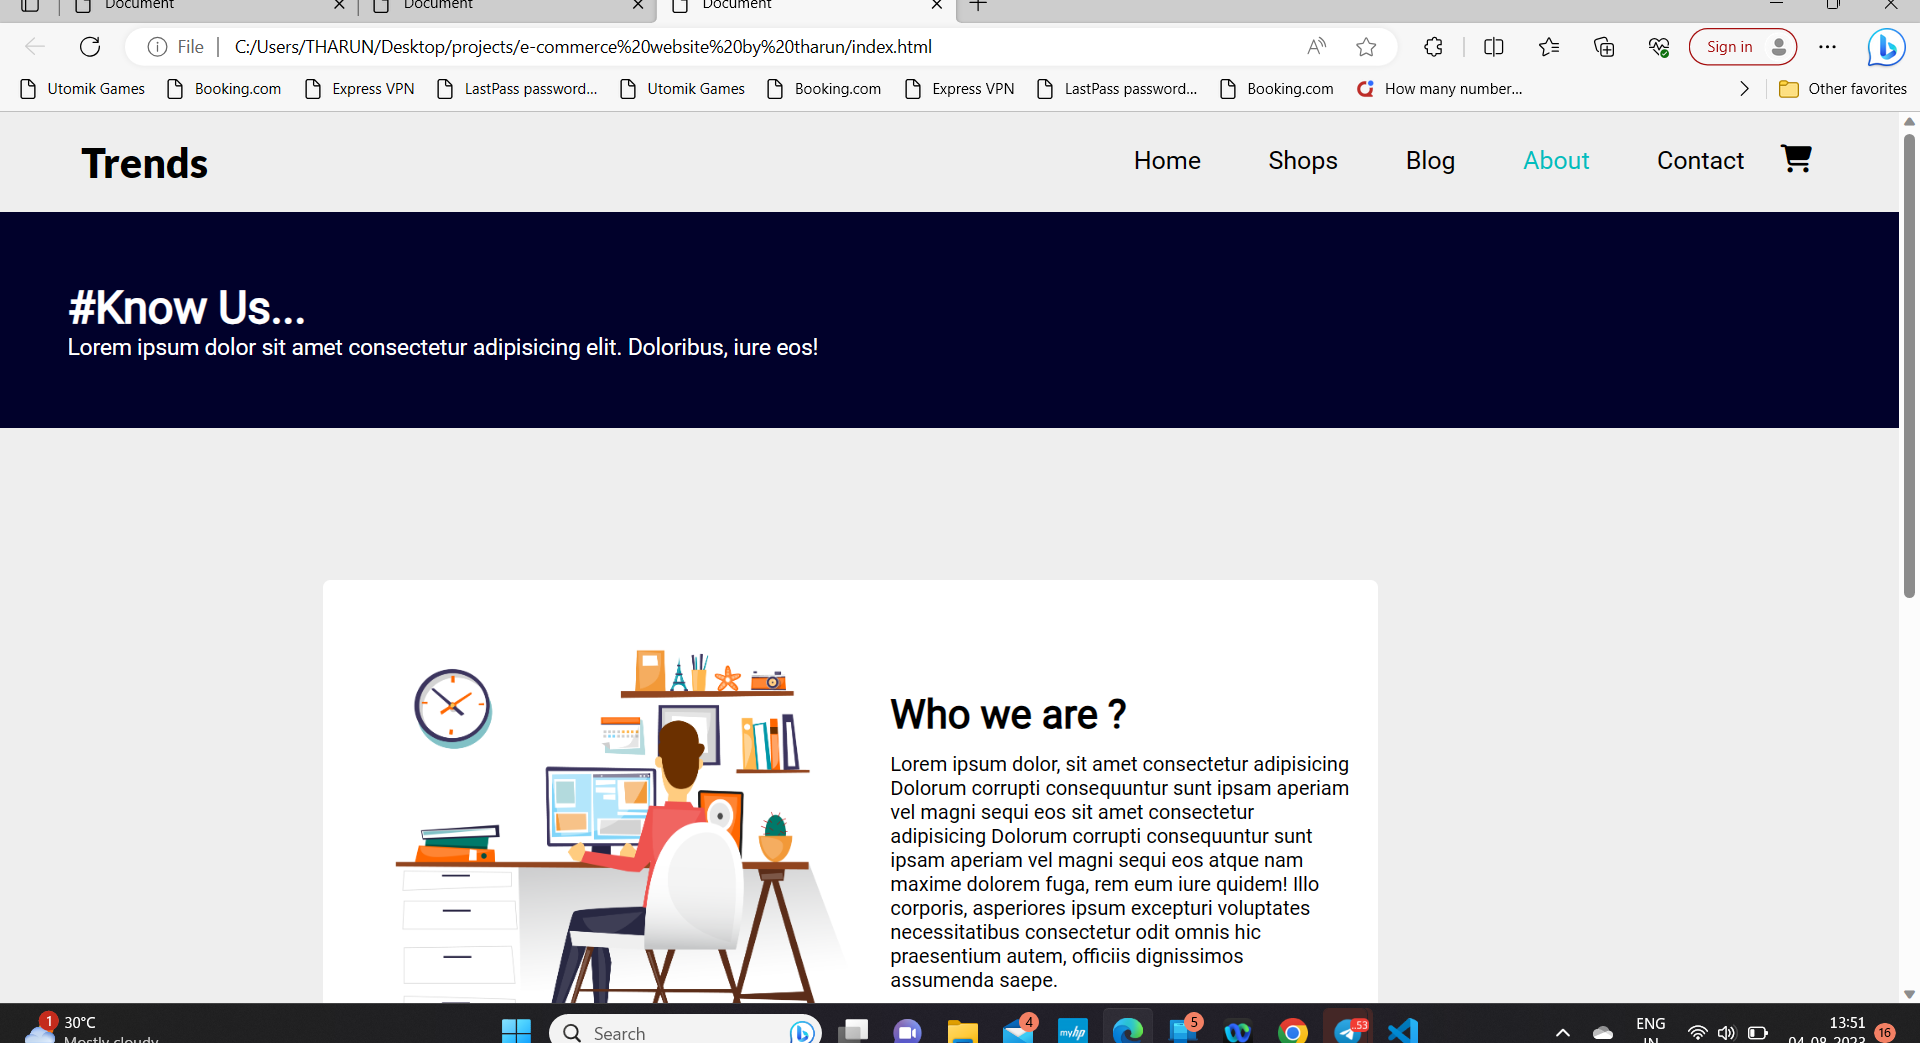 Document
Document
Document
File
C:/Users/THARUN/Desktop/projects/e-commerce%20website%20by%20tharun/index.html
Sign in
Utomik Games
Booking.com
Express VPN
LastPass password...
Utomik Games
Booking.com
Express VPN
LastPass password...
Booking.com
How many number...
Other favorites
Trends
Home
Shops
Blog
About
Contact
#Know Us...
Lorem ipsum dolor sit amet consectetur adipisicing elit. Doloribus, iure eos!
Who we are ?
Lorem ipsum dolor, sit amet consectetur adipisicing
Dolorum corrupti consequuntur sunt ipsam aperiam
vel magni sequi eos sit amet consectetur
adipisicing Dolorum corrupti consequuntur sunt
ipsam aperiam vel magni sequi eos atque nam
maxime dolorem fuga, rem eum iure quidem! Illo
corporis, asperiores ipsum excepturi voluptates
necessitatibus consectetur odit omnis hic
praesentium autem, officiis dignissimos
assumenda saepe.
1
30°C
Mostly cloudy
Search
4
myhp
5
..53
ENG
IN
13:51
04-08-2023
16